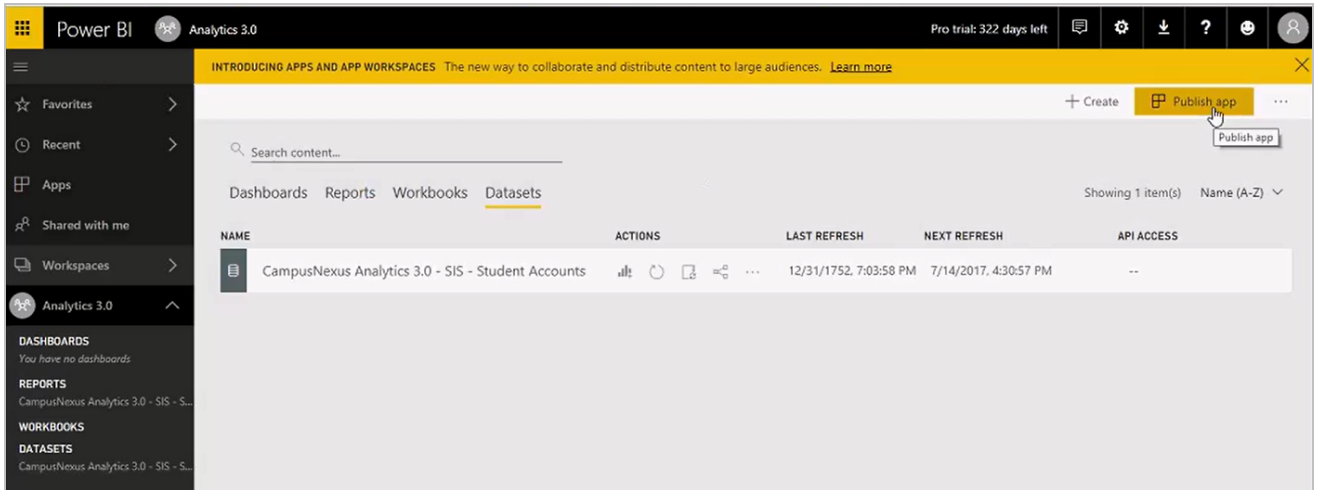 Power BI Analytics 3.0 Pro trial: 322 days left ?
INTRODUCING APPS AND APP WORKSPACES The new way to collaborate and distribute content to large audiences. Learn more
Favorites
Recent
Apps
Shared with me
Workspaces
Analytics 3.0
DASHBOARDS
You have no dashboards
REPORTS
CampusNexus Analytics 3.0 - SIS - S...
WORKBOOKS
DATASETS
CampusNexus Analytics 3.0 - SIS - S...
+ Create Publish app ...
Publish app
Search content...
Dashboards Reports Workbooks Datasets Showing 1 item(s) Name (A-Z)
NAME ACTIONS LAST REFRESH NEXT REFRESH API ACCESS
CampusNexus Analytics 3.0 - SIS - Student Accounts ... 12/31/1752, 7:03:58 PM 7/14/2017, 4:30:57 PM --